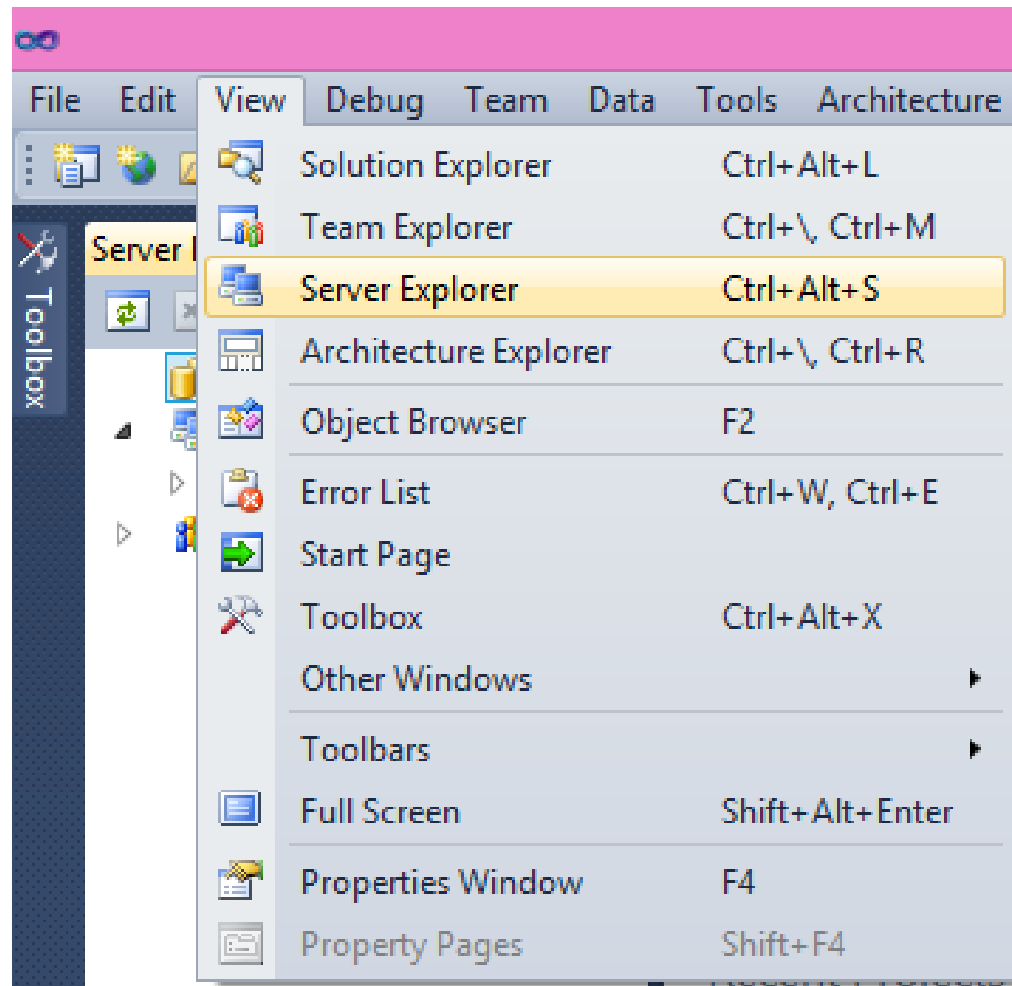 File Edit View Debug Team Data Tools Architecture
Solution Explorer Ctrl+Alt+L
Team Explorer Ctrl+\, Ctrl+M
Server
Server Explorer Ctrl+Alt+S
Toolbox
Architecture Explorer Ctrl+\, Ctrl+R
Object Browser F2
Error List Ctrl+W, Ctrl+E
Start Page
Toolbox Ctrl+Alt+X
Other Windows
Toolbars
Full Screen Shift+Alt+Enter
Properties Window F4
Property Pages Shift+F4